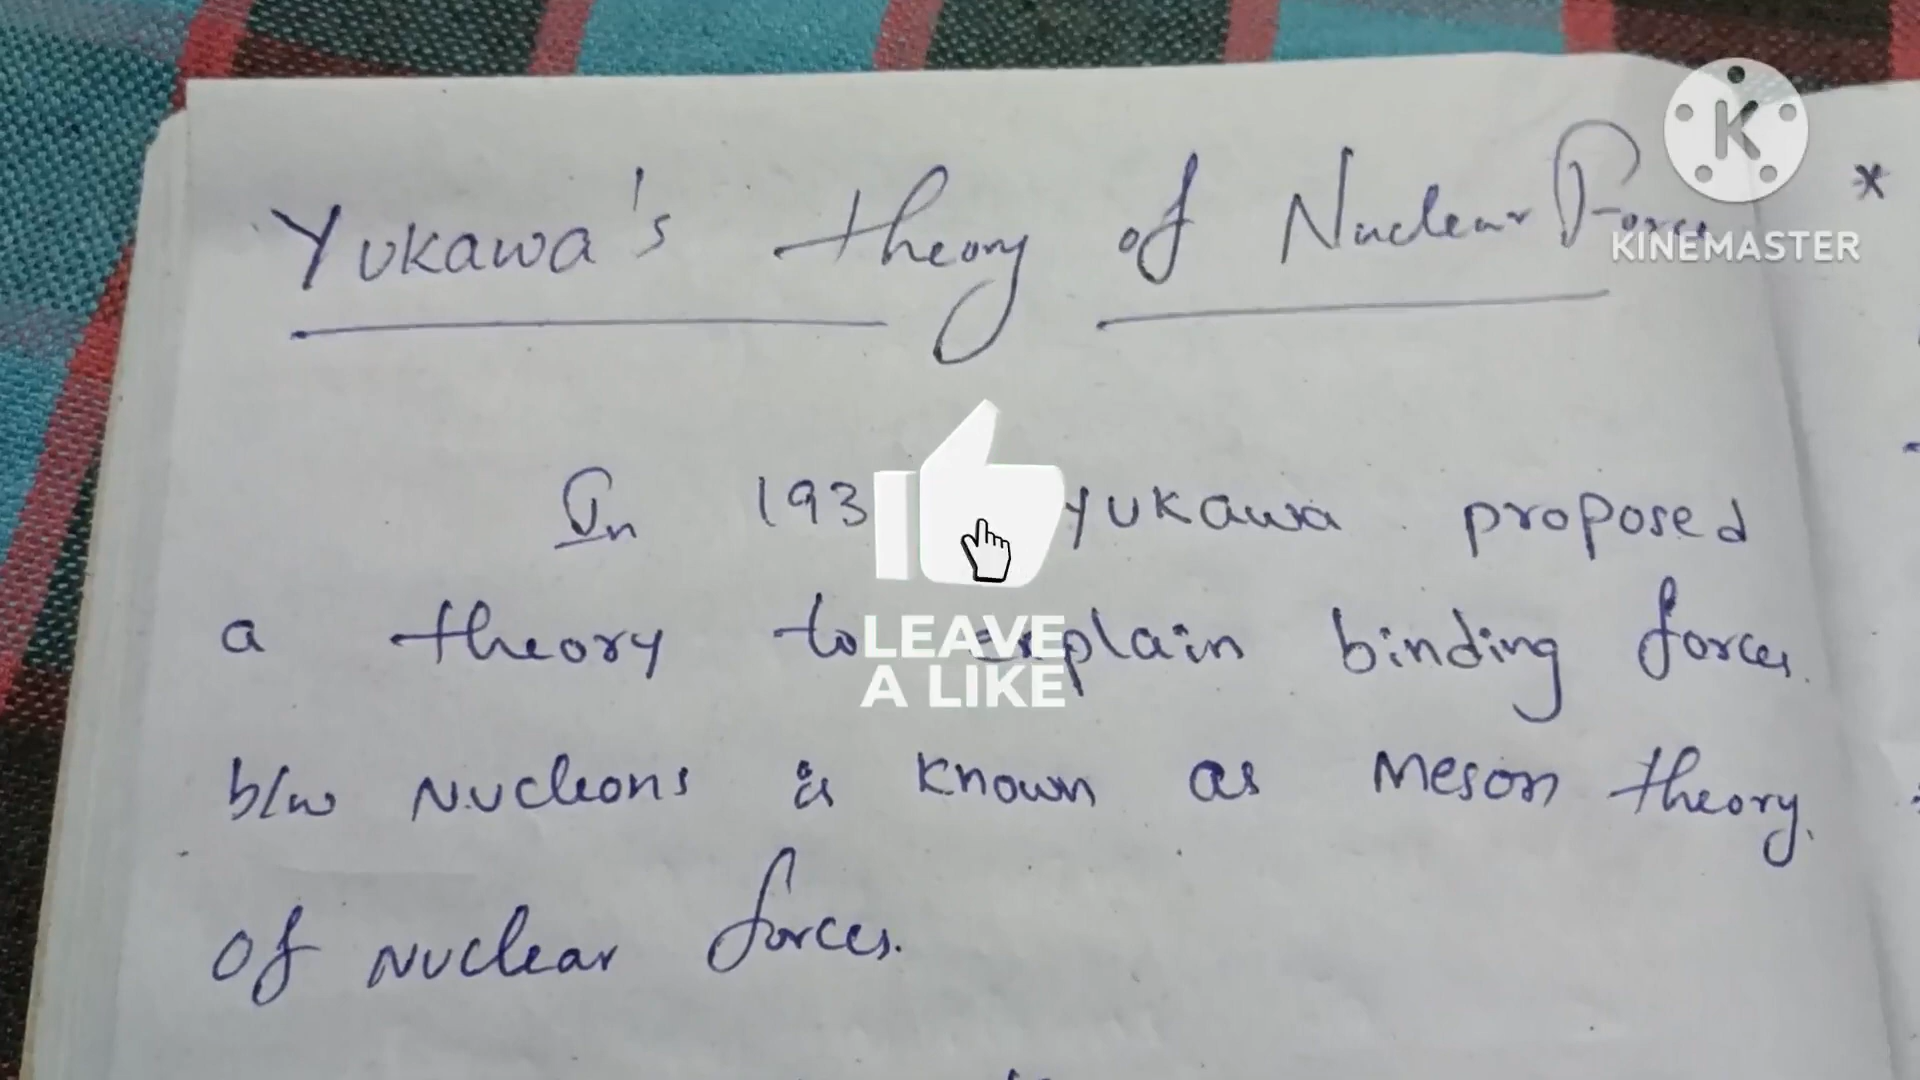 Yukawa's theory of Nuclear Force
KINEMASTER
In 193 yukawa proposed
a theory to explain binding forces
b/w Nucleons is known as Meson theory.
of nuclear forces.
LEAVE
A LIKE